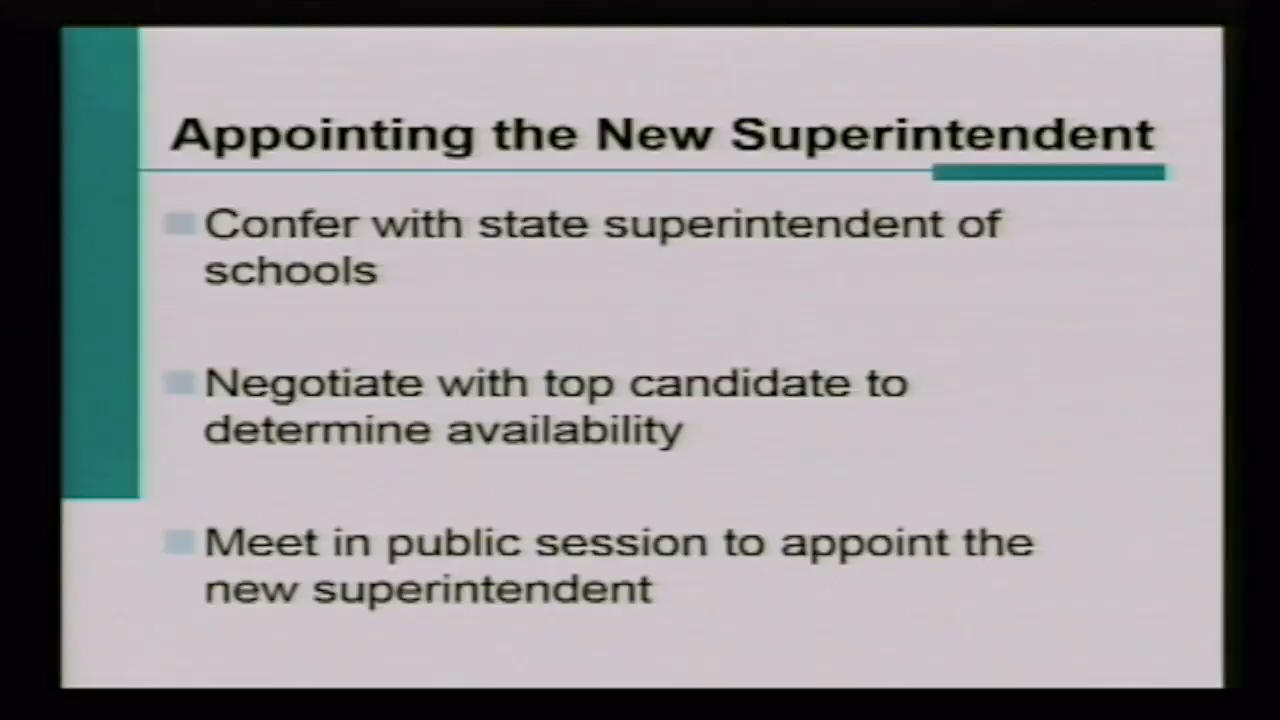 Appointing the New Superintendent
Confer with state superintendent of
schools
Negotiate with top candidate to
determine availability
Meet in public session to appoint the
new superintendent